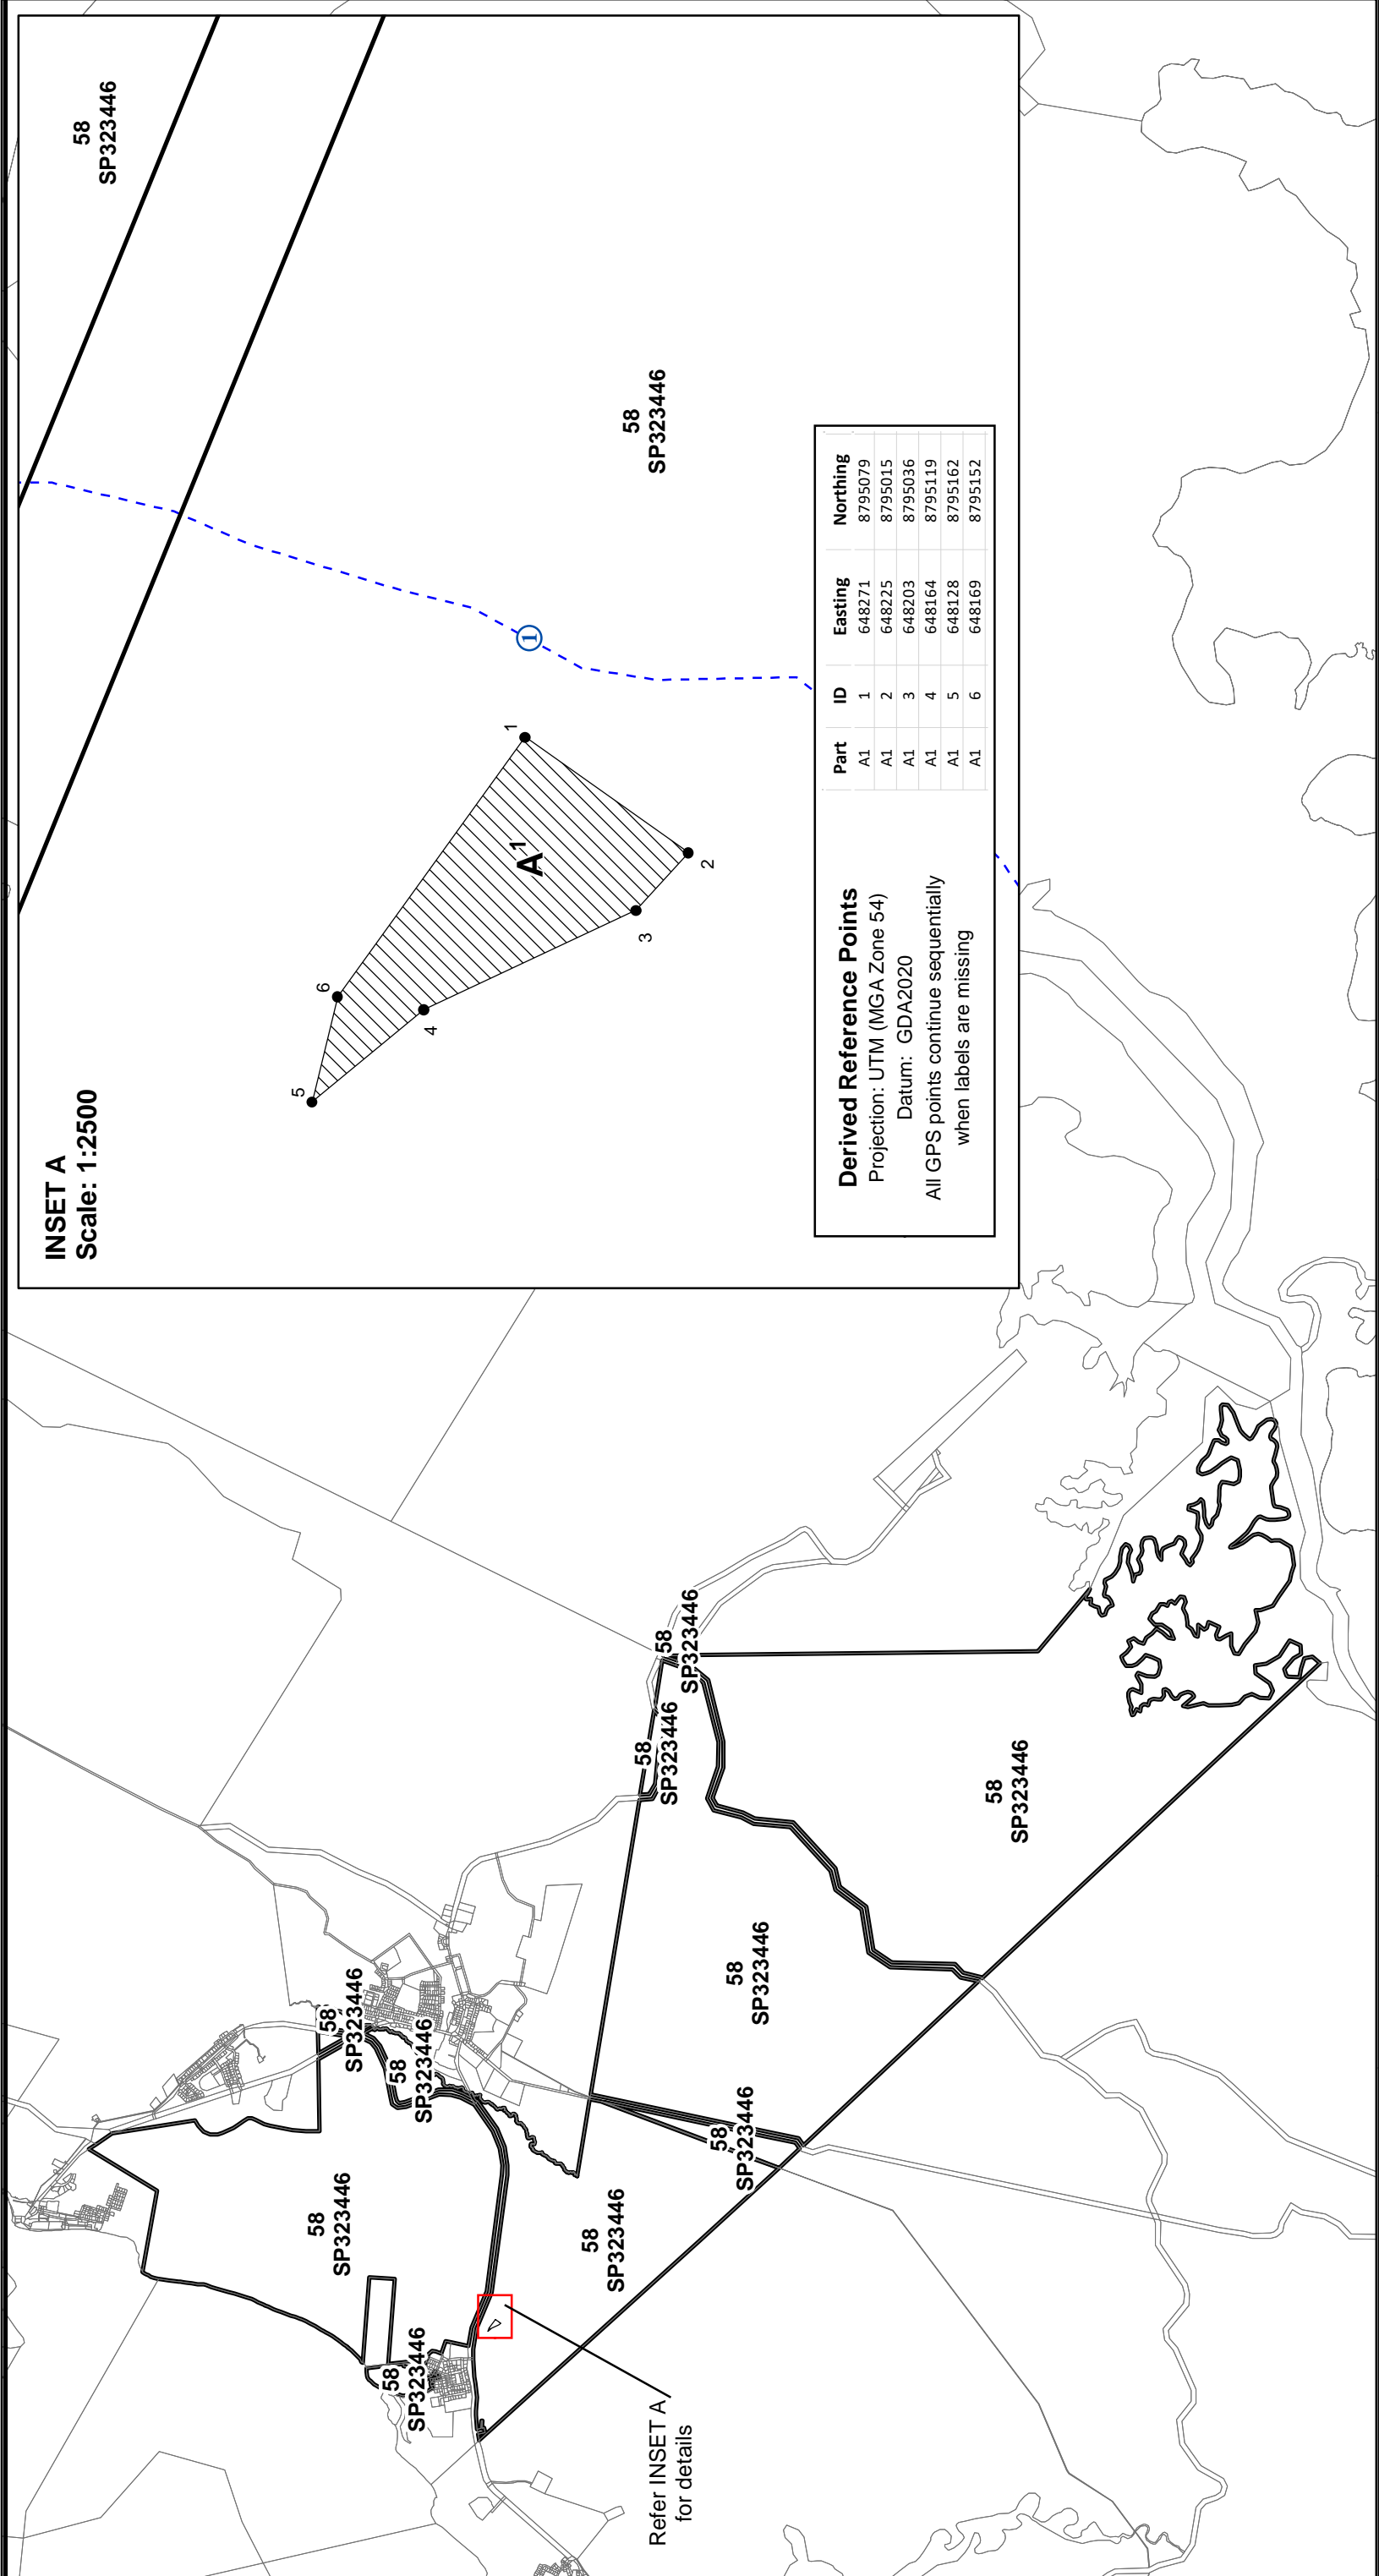 INSET A
Scale: 1:2500
58
SP323446
58
SP323446
1
2
3
4
5
6
A1
1
Derived Reference Points
Projection: UTM (MGA Zone 54)
Datum: GDA2020
All GPS points continue sequentially
when labels are missing
Part ID Easting Northing
A1 1 648271 8795079
A1 2 648225 8795015
A1 3 648203 8795036
A1 4 648164 8795119
A1 5 648128 8795162
A1 6 648169 8795152
58
SP323446
58
SP323446
58
SP323446
58
SP323446
58
SP323446
58
SP323446
58
SP323446
58
SP323446
58
SP323446
58
SP323446
Refer INSET A
for details